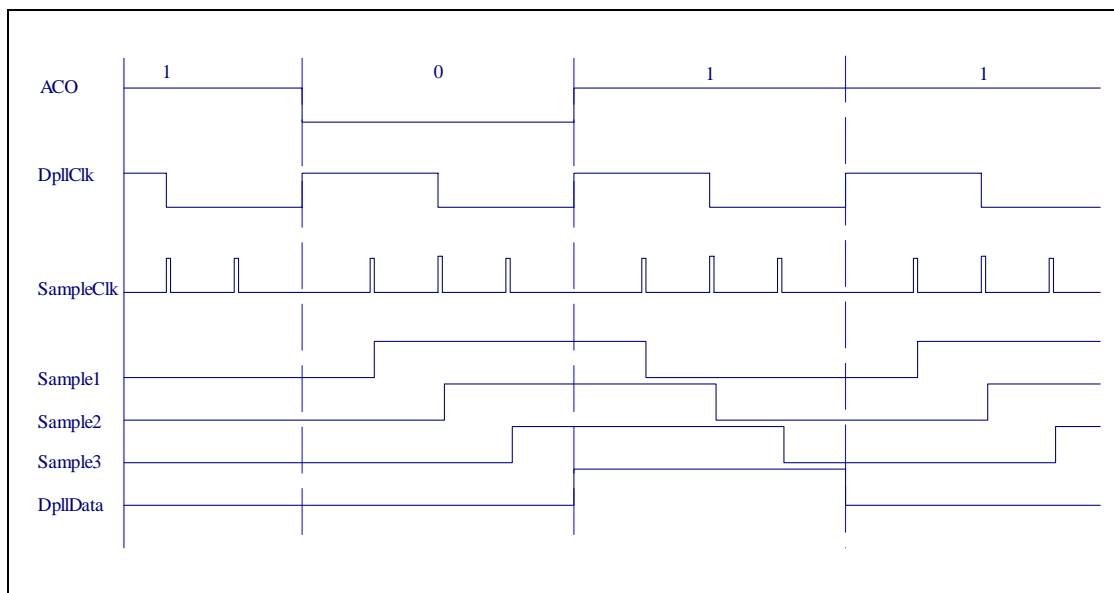 1 0 1 1
ACO
DpllClk
SampleClk
Sample1
Sample2
Sample3
DpllData